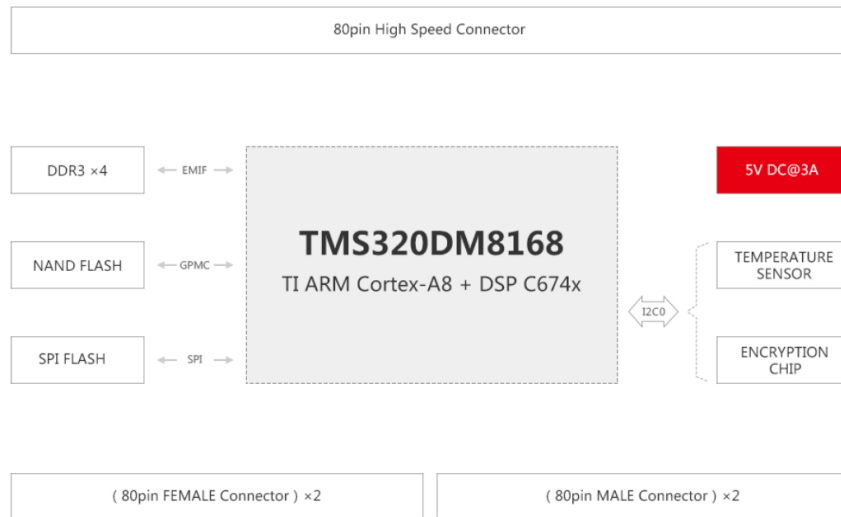 80pin High Speed Connector
DDR3 ×4
EMIF
5V DC@3A
TMS320DM8168
TI ARM Cortex-A8 + DSP C674x
NAND FLASH
GPMC
TEMPERATURE
SENSOR
I2C0
SPI FLASH
SPI
ENCRYPTION
CHIP
( 80pin FEMALE Connector ) ×2
( 80pin MALE Connector ) ×2